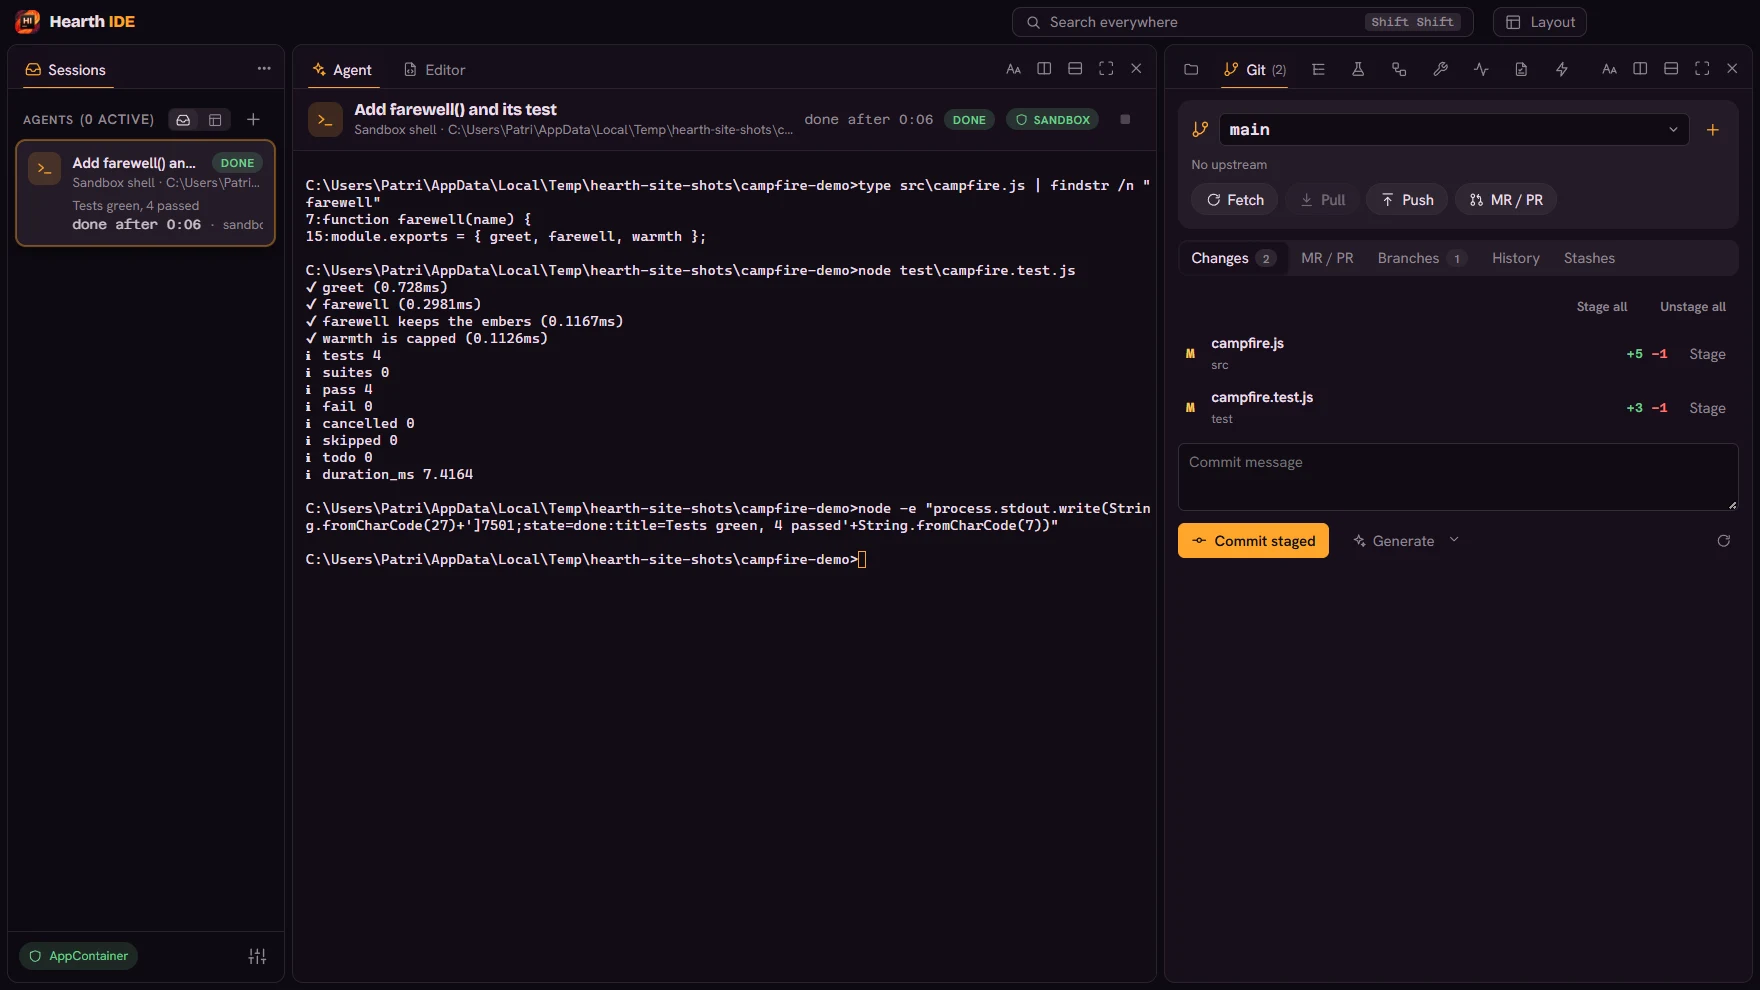 Hearth IDE
Search everywhere
Shift Shift
Layout
Sessions
AGENTS (0 ACTIVE)
Add farewell() an...
DONE
Sandbox shell · C:\Users\Patri...
Tests green, 4 passed
done after 0:06 · sandbo
AppContainer
Agent
Editor
Add farewell() and its test
Sandbox shell · C:\Users\Patri\AppData\Local\Temp\hearth-site-shots\c...
done after 0:06
DONE
SANDBOX
C:\Users\Patri\AppData\Local\Temp\hearth-site-shots\campfire-demo>type src\campfire.js | findstr /n "
farewell"
7:function farewell(name) {
15:module.exports = { greet, farewell, warmth };
C:\Users\Patri\AppData\Local\Temp\hearth-site-shots\campfire-demo>node test\campfire.test.js
✓ greet (0.728ms)
✓ farewell (0.2981ms)
✓ farewell keeps the embers (0.1167ms)
✓ warmth is capped (0.1126ms)
ℹ tests 4
ℹ suites 0
ℹ pass 4
ℹ fail 0
ℹ cancelled 0
ℹ skipped 0
ℹ todo 0
ℹ duration_ms 7.4164
C:\Users\Patri\AppData\Local\Temp\hearth-site-shots\campfire-demo>node -e "process.stdout.write(Strin
g.fromCharCode(27)+']7501;state=done:title=Tests green, 4 passed'+String.fromCharCode(7))"
C:\Users\Patri\AppData\Local\Temp\hearth-site-shots\campfire-demo>
Git (2)
main
No upstream
Fetch
Pull
Push
MR / PR
Changes 2
MR / PR
Branches 1
History
Stashes
Stage all
Unstage all
M campfire.js +5 −1 Stage
src
M campfire.test.js +3 −1 Stage
test
Commit message
Commit staged
Generate